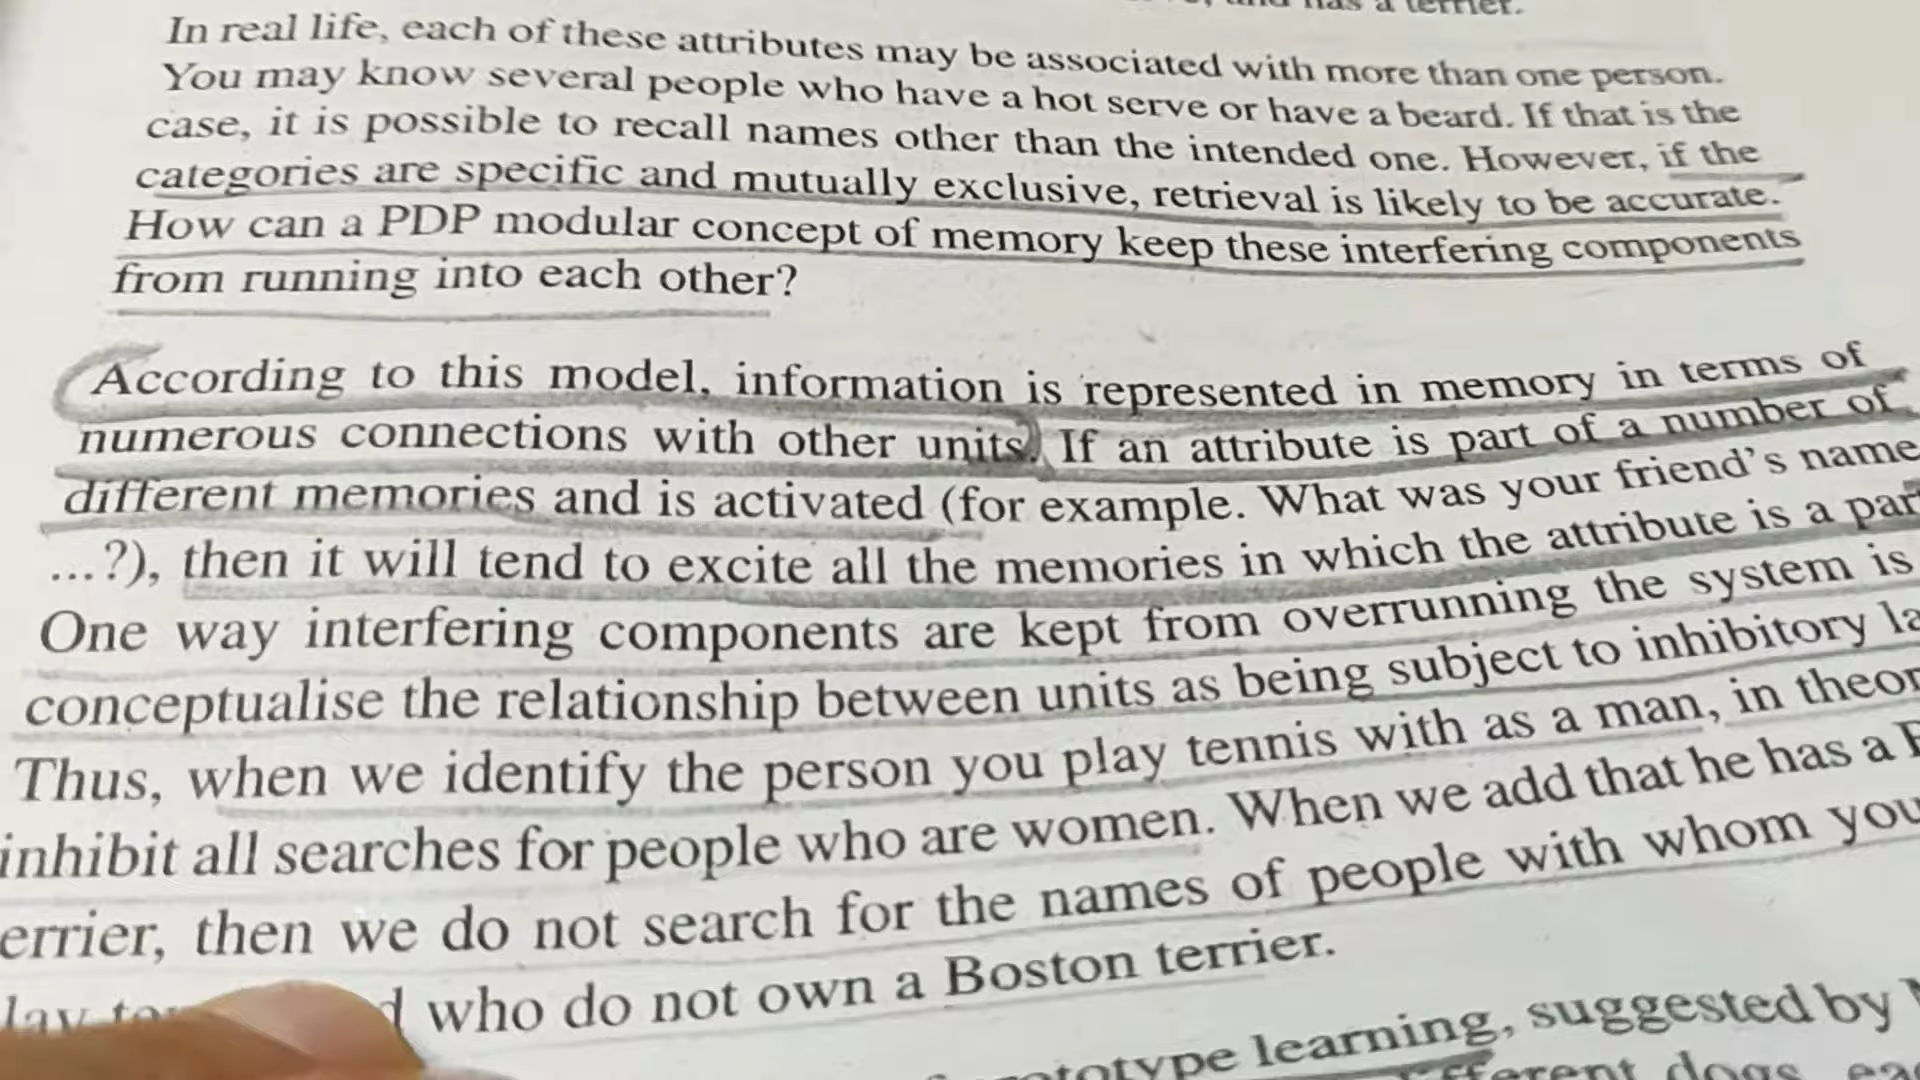 has a terrier.
In real life, each of these attributes may be associated with more than one person.
You may know several people who have a hot serve or have a beard. If that is the
case, it is possible to recall names other than the intended one. However, if the
categories are specific and mutually exclusive, retrieval is likely to be accurate.
How can a PDP modular concept of memory keep these interfering components
from running into each other?
According to this model, information is represented in memory in terms of
numerous connections with other units. If an attribute is part of a number of
different memories and is activated (for example. What was your friend's name
...?), then it will tend to excite all the memories in which the attribute is a par
One way interfering components are kept from overrunning the system is
conceptualise the relationship between units as being subject to inhibitory la
Thus, when we identify the person you play tennis with as a man, in theor
inhibit all searches for people who are women. When we add that he has a
errier, then we do not search for the names of people with whom you
who do not own a Boston terrier.
learning, suggested by
dogs